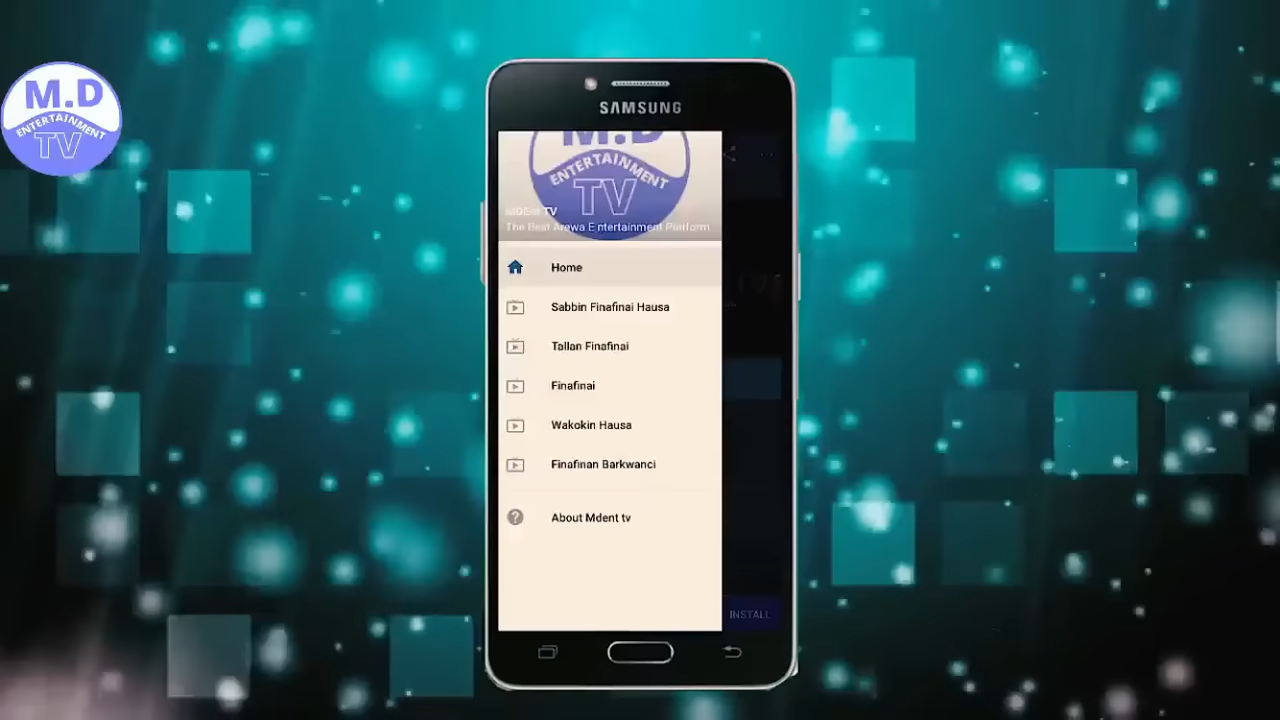 M.D
ENTERTAINMENT
TV
SAMSUNG
M.D
ENTERTAINMENT
TV
MDEnt TV
The Best Arewa Entertainment Platform
Home
Sabbin Finafinai Hausa
Tallan Finafinai
Finafinai
Wakokin Hausa
Finafinan Barkwanci
About Mdent tv
INSTALL